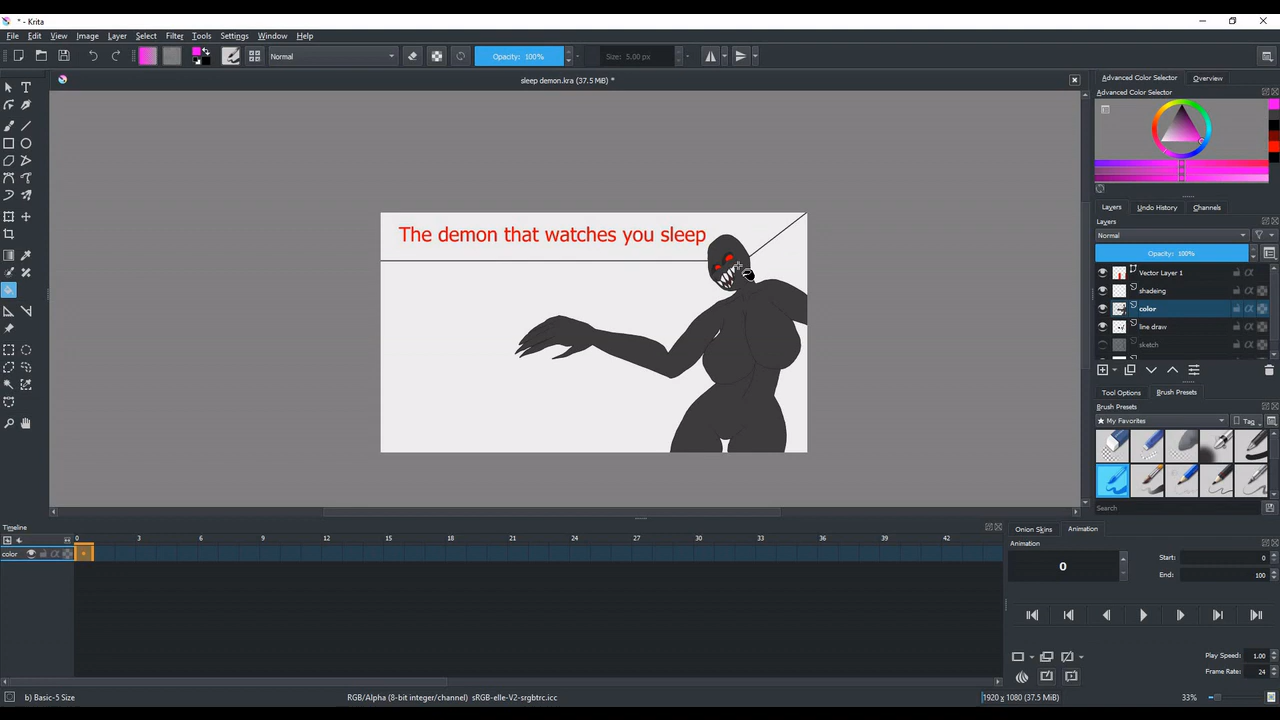 * - Krita
File Edit View Image Layer Select Filter Tools Settings Window Help
Normal Opacity: 100% Size: 5.00 px
sleep demon.kra (37.5 MiB) *
Advanced Color Selector Overview
Advanced Color Selector
The demon that watches you sleep
Layers Undo History Channels
Layers
Normal
Opacity: 100%
Vector Layer 1
shadeing
color
line draw
sketch
Tool Options Brush Presets
Brush Presets
★ My Favorites Tag
Search
Timeline
0 3 6 9 12 15 18 21 24 27 30 33 36 39 42
color
Onion Skins Animation
Animation
0
Start: 0
End: 100
Play Speed: 1.00
Frame Rate: 24
b) Basic-5 Size RGB/Alpha (8-bit integer/channel) sRGB-elle-V2-srgbtrc.icc 1920 x 1080 (37.5 MiB) 33%